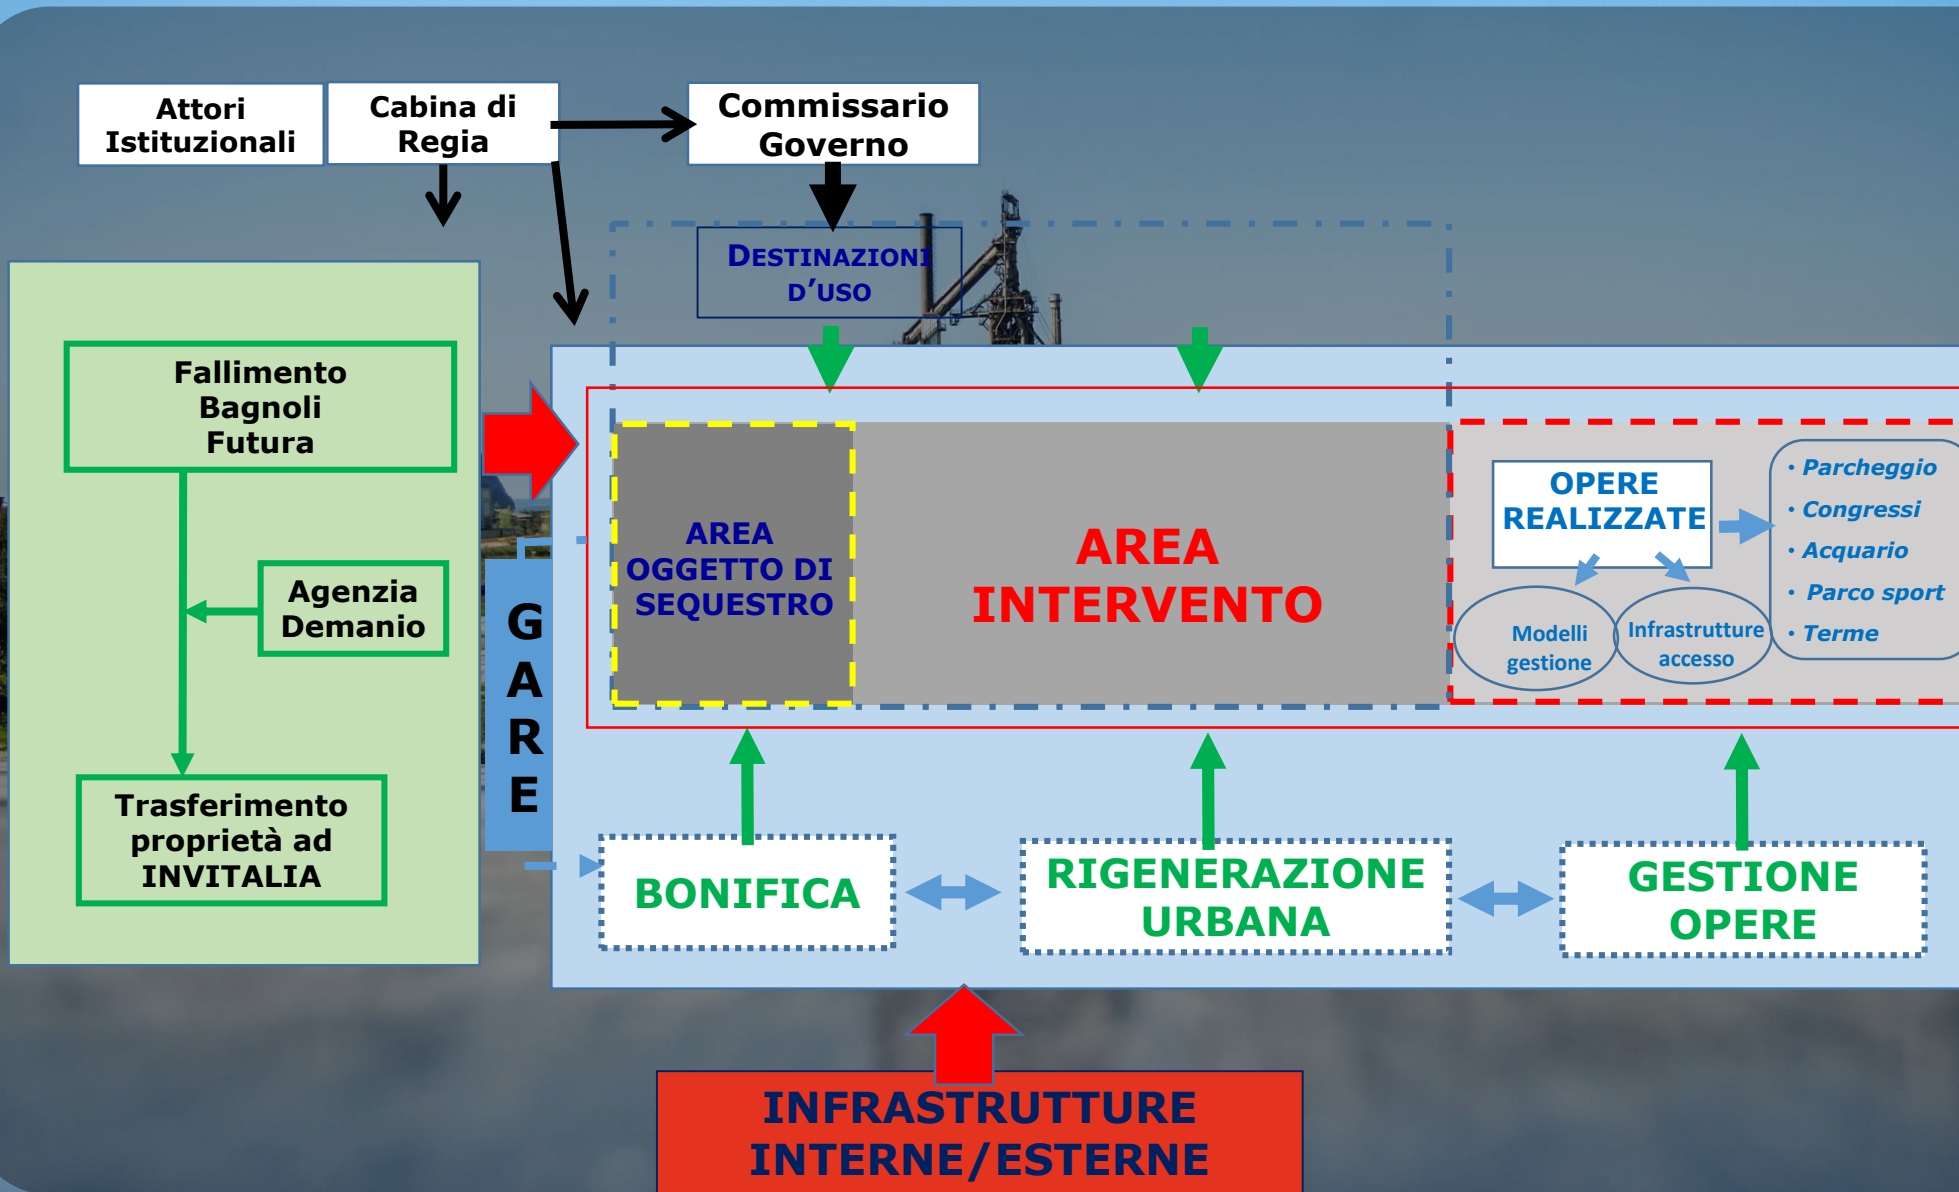 Attori
Istituzionali
Cabina di
Regia
Commissario
Governo
DESTINAZIONI
D'USO
Fallimento
Bagnoli
Futura
Agenzia
Demanio
Trasferimento
proprietà ad
INVITALIA
G
A
R
E
AREA
OGGETTO DI
SEQUESTRO
AREA
INTERVENTO
OPERE
REALIZZATE
Modelli
gestione
Infrastrutture
accesso
• Parcheggio
• Congressi
• Acquario
• Parco sport
• Terme
BONIFICA
RIGENERAZIONE
URBANA
GESTIONE
OPERE
INFRASTRUTTURE
INTERNE/ESTERNE